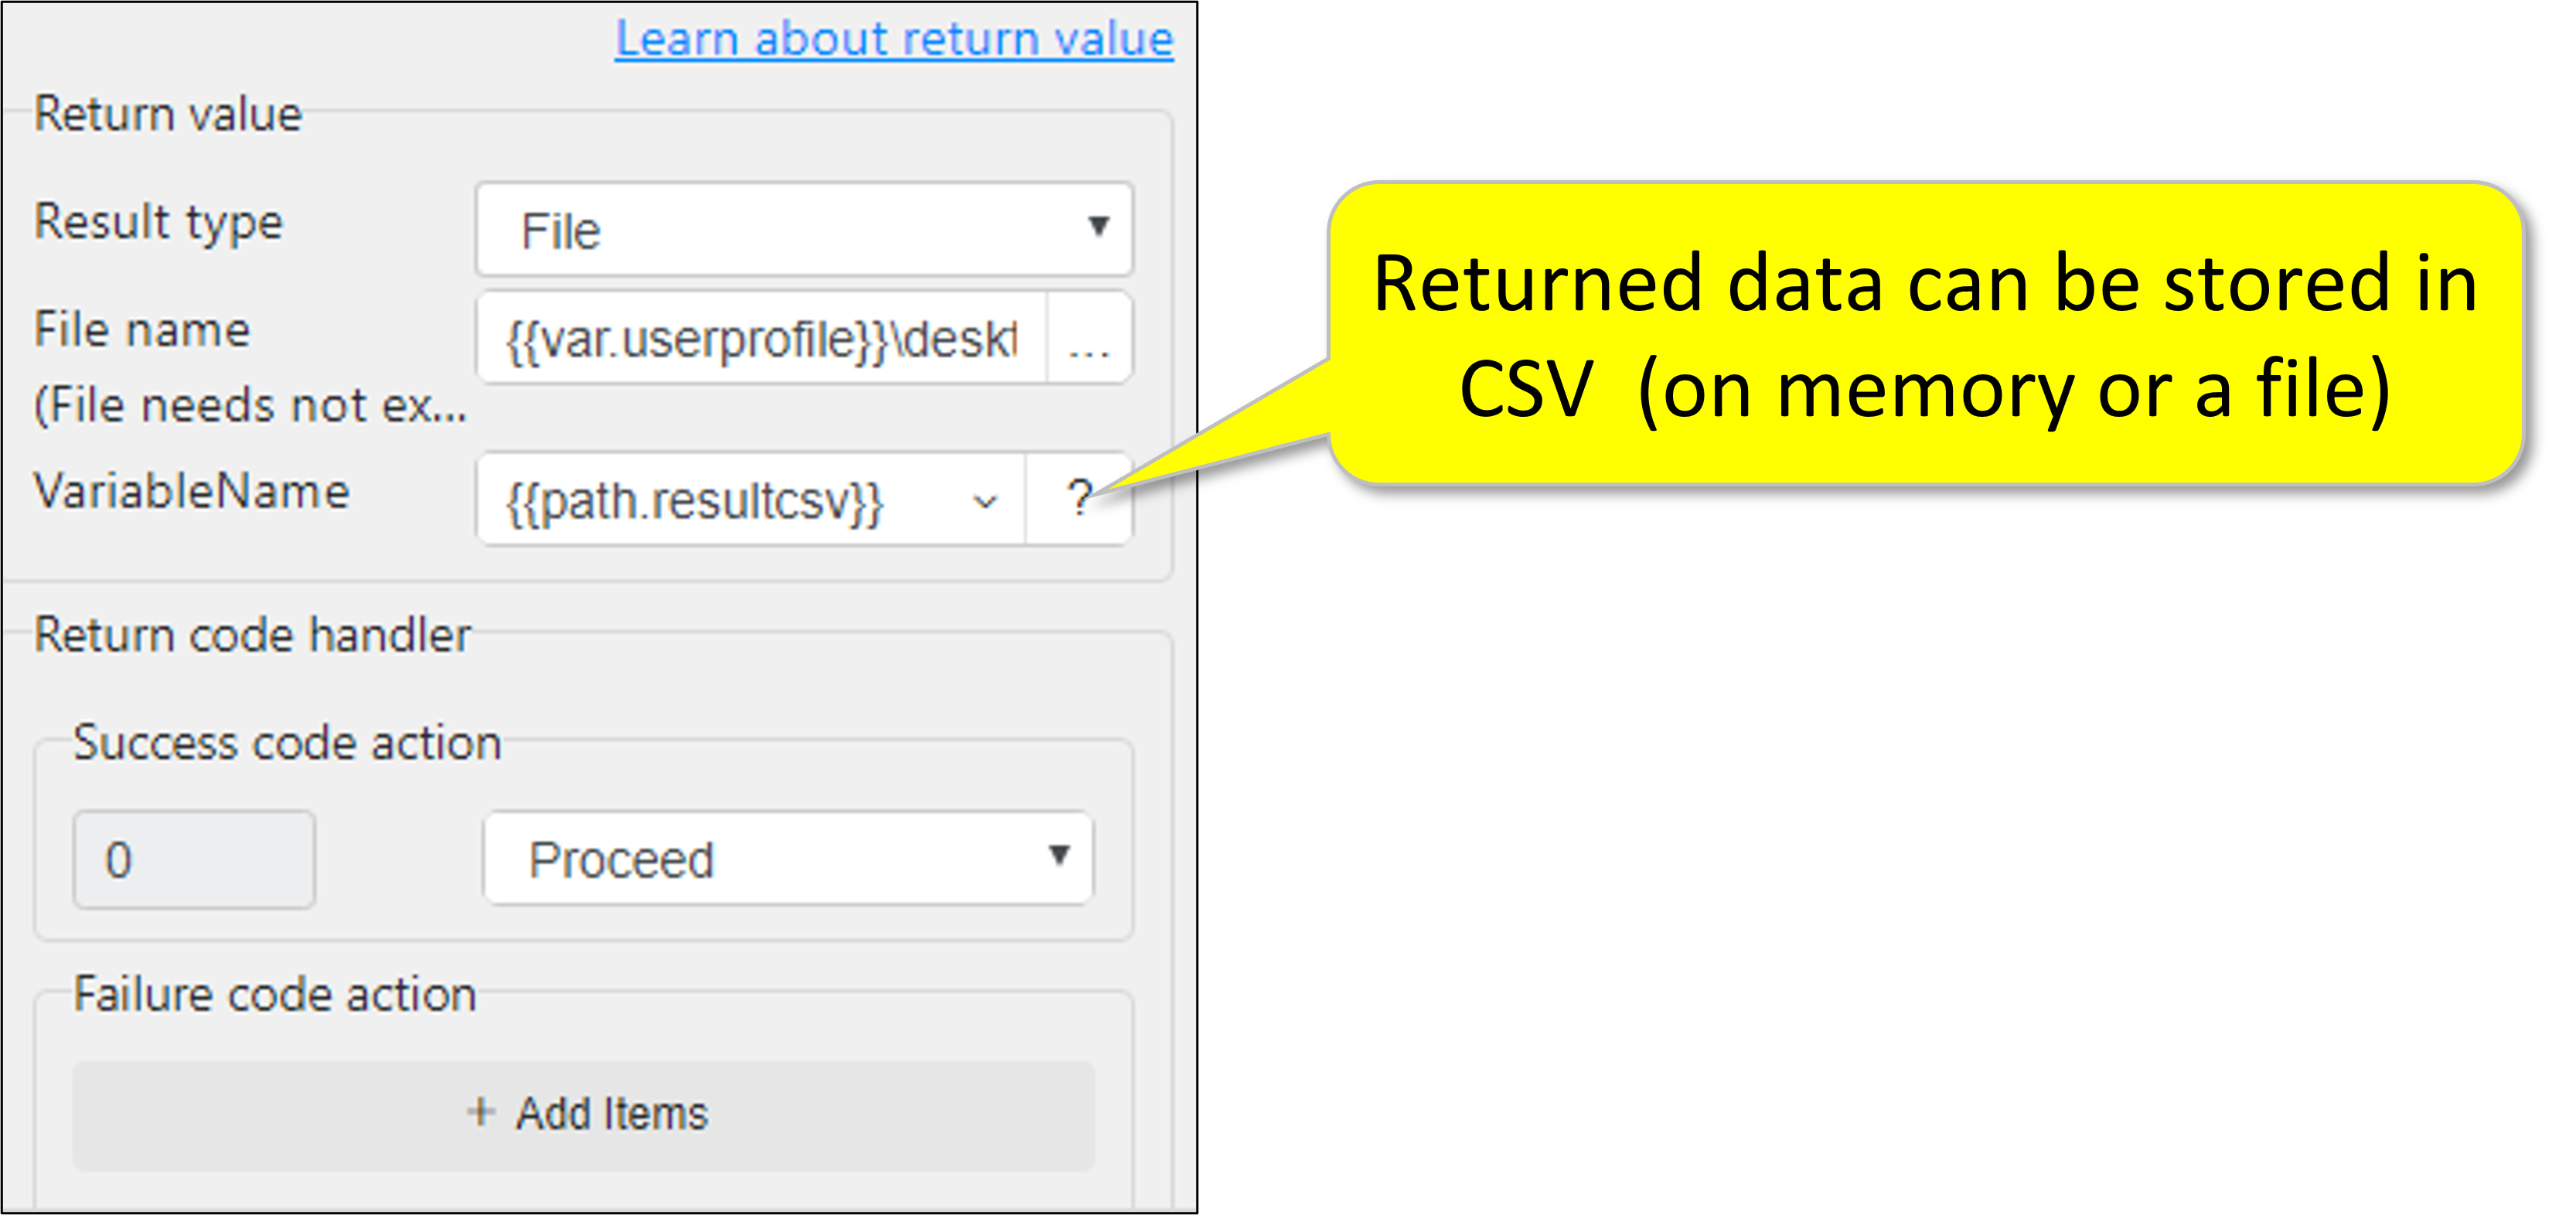 Learn about return value
Return value
Result type
File
File name
{{var.userprofile}}\deskt
...
(File needs not ex...
VariableName
{{path.resultcsv}}
?
Returned data can be stored in
CSV (on memory or a file)
Return code handler
Success code action
0
Proceed
Failure code action
+ Add Items